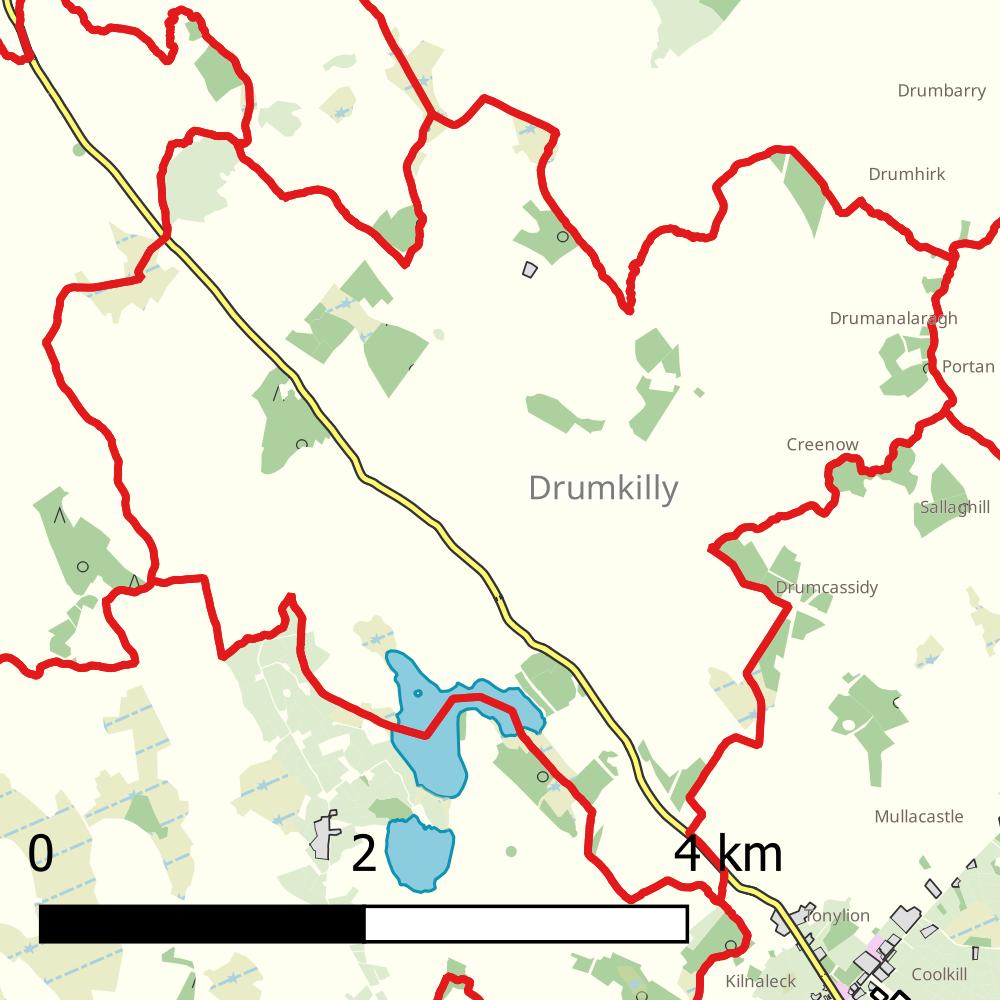 Drumbarry
Drumhirk
Drumanalaragh
Portan
Creenow
Drumkilly
Sallaghill
Drumcassidy
Mullacastle
0 2 4 km
Tonylion
Coolkill
Kilnaleck